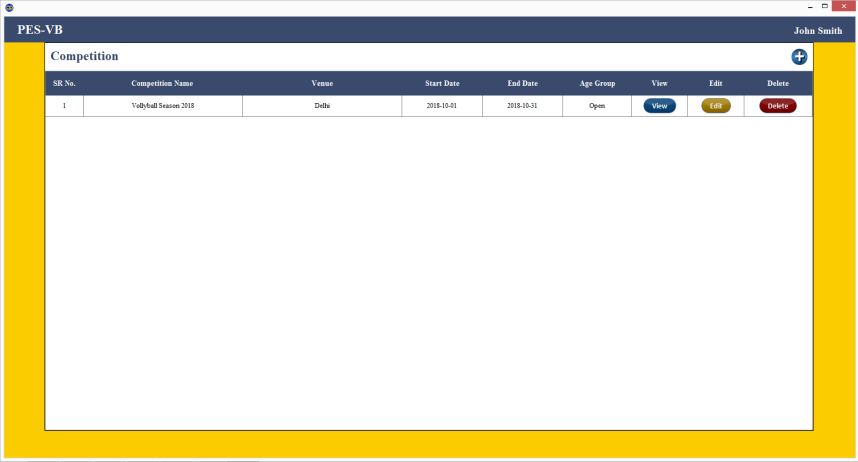 PES-VB
John Smith
Competition
SR No. Competition Name Venue Start Date End Date Age Group View Edit Delete
1 Vollyball Season 2018 Delhi 2018-10-01 2018-10-31 Open View Edit Delete